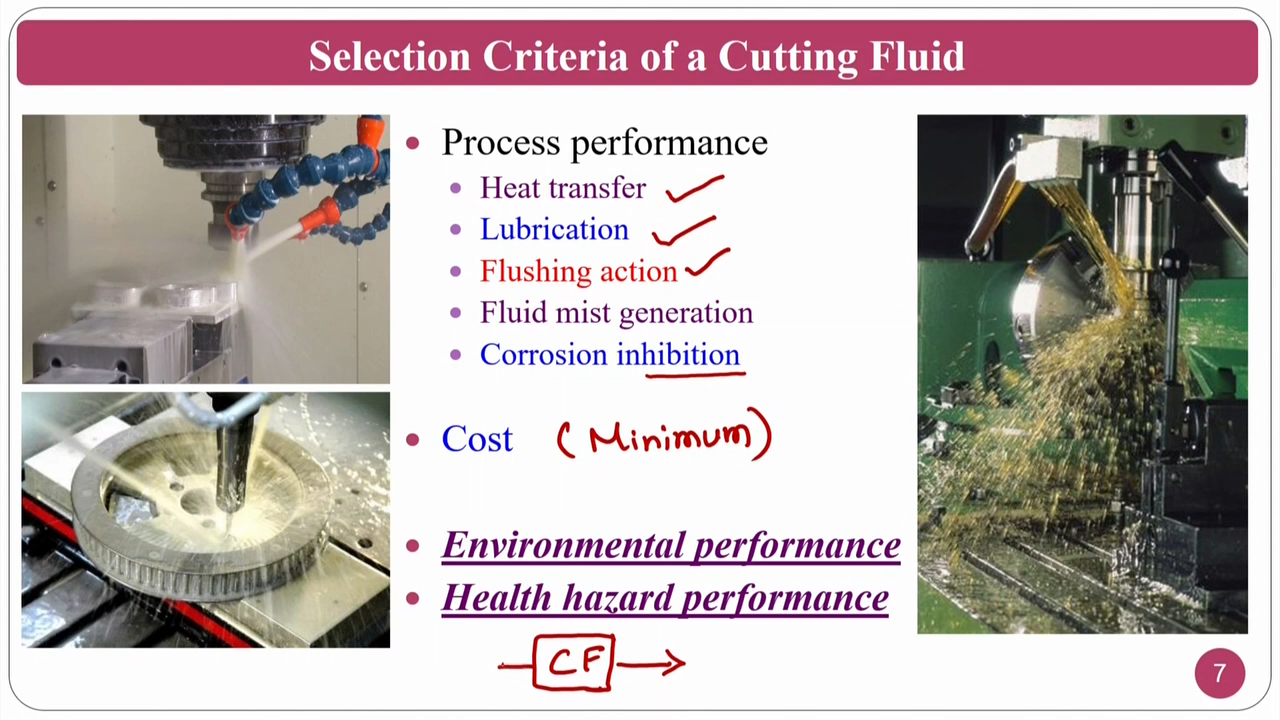 Selection Criteria of a Cutting Fluid
Process performance
Heat transfer
Lubrication
Flushing action
Fluid mist generation
Corrosion inhibition
Cost (Minimum)
Environmental performance
Health hazard performance
CF
7